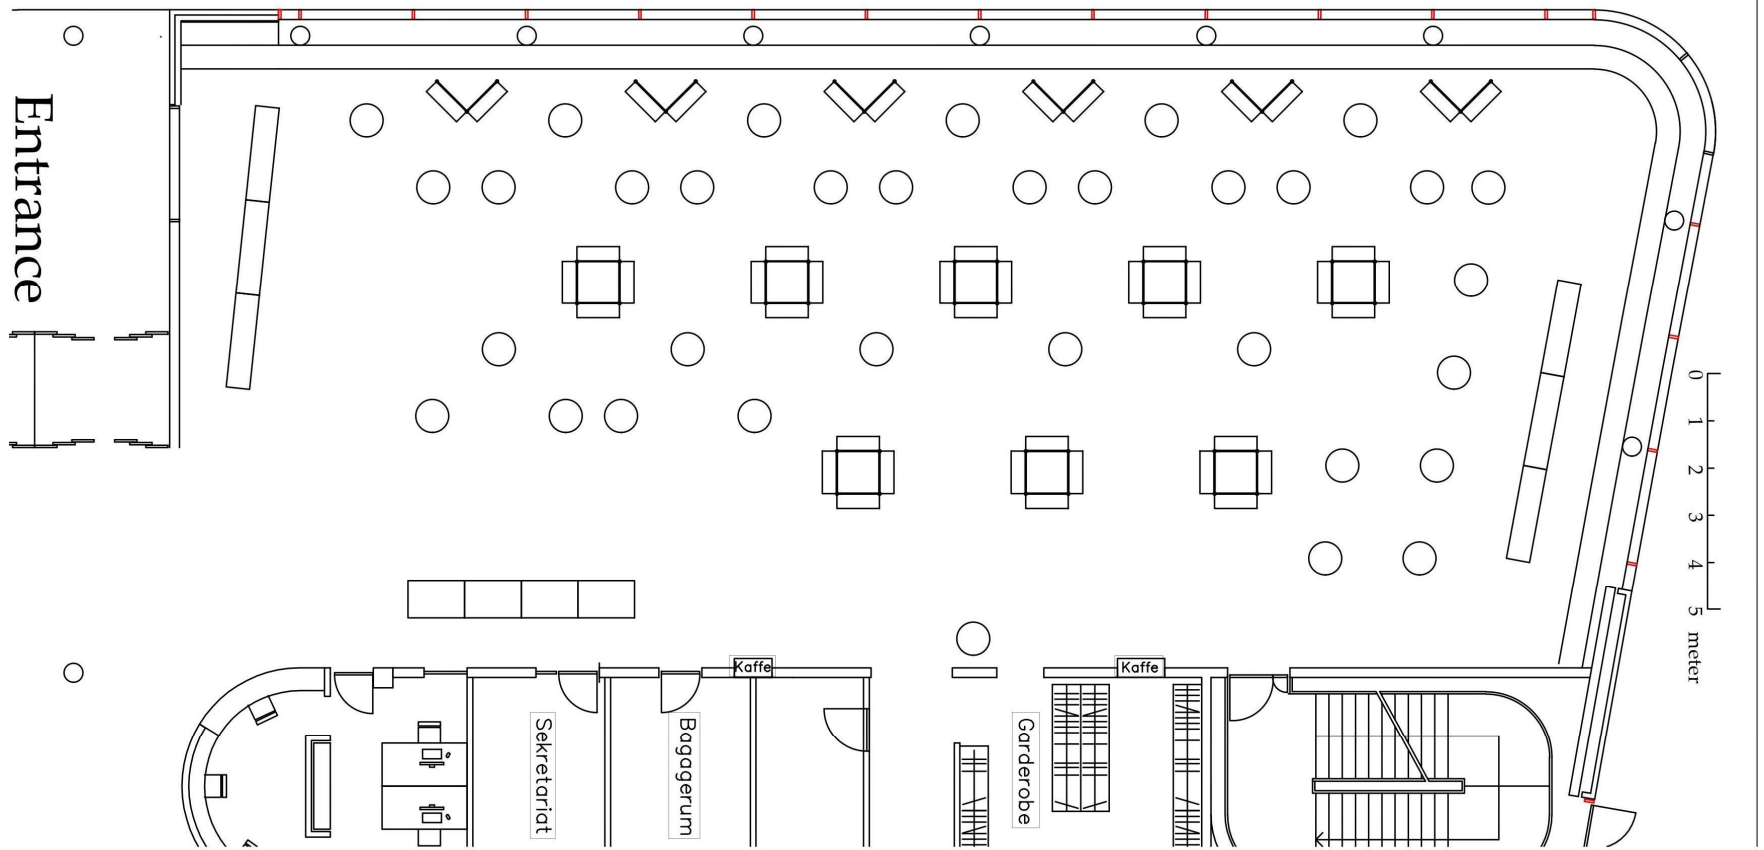 Entrance
0 1 2 3 4 5 meter
Kaffe
Kaffe
Sekretariat
Bagagerum
Garderobe